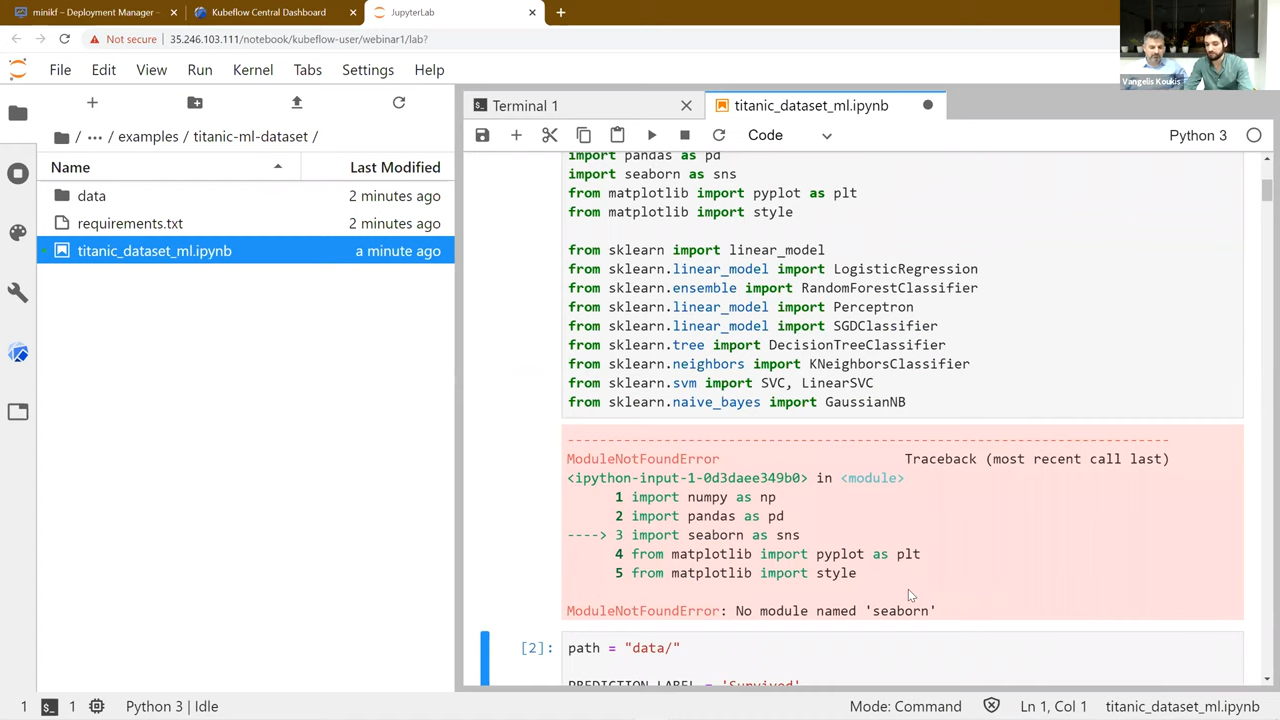 minikf – Deployment Manager -
Kubeflow Central Dashboard
JupyterLab
Not secure
35.246.103.111/notebook/kubeflow-user/webinar1/lab?
Vangelis Koukis
File Edit View Run Kernel Tabs Settings Help
Terminal 1
titanic_dataset_ml.ipynb
/ ··· / examples / titanic-ml-dataset /
Code
Python 3
Name
Last Modified
data
2 minutes ago
requirements.txt
2 minutes ago
titanic_dataset_ml.ipynb
a minute ago
import pandas as pd
import seaborn as sns
from matplotlib import pyplot as plt
from matplotlib import style
from sklearn import linear_model
from sklearn.linear_model import LogisticRegression
from sklearn.ensemble import RandomForestClassifier
from sklearn.linear_model import Perceptron
from sklearn.linear_model import SGDClassifier
from sklearn.tree import DecisionTreeClassifier
from sklearn.neighbors import KNeighborsClassifier
from sklearn.svm import SVC, LinearSVC
from sklearn.naive_bayes import GaussianNB
---------------------------------------------------------------------------
ModuleNotFoundError Traceback (most recent call last)
<ipython-input-1-0d3daee349b0> in <module>
1 import numpy as np
2 import pandas as pd
----> 3 import seaborn as sns
4 from matplotlib import pyplot as plt
5 from matplotlib import style
ModuleNotFoundError: No module named 'seaborn'
[2]:
path = "data/"
PREDICTION_LABEL = 'Survived'
1
1
Python 3 | Idle
Mode: Command
Ln 1, Col 1
titanic_dataset_ml.ipynb